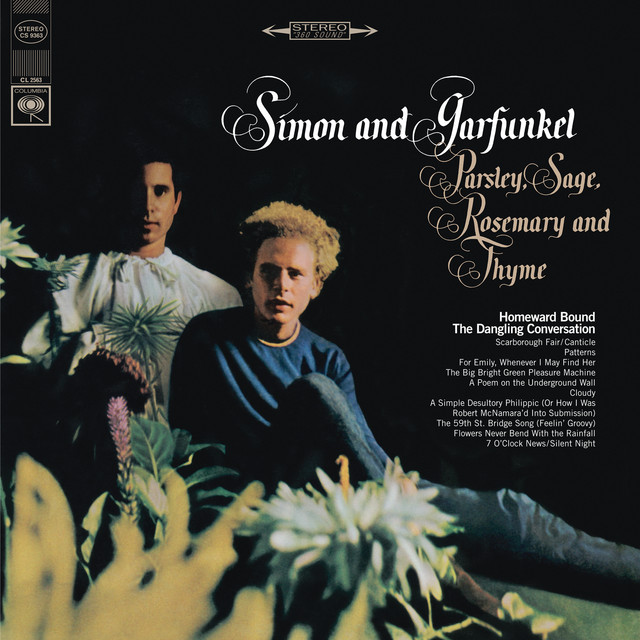 STEREO
CS 9363
CL 2563
COLUMBIA
STEREO
"360 SOUND"
Simon and Garfunkel
Parsley, Sage,
Rosemary and
Thyme
Homeward Bound
The Dangling Conversation
Scarborough Fair/Canticle
Patterns
For Emily, Whenever I May Find Her
The Big Bright Green Pleasure Machine
A Poem on the Underground Wall
Cloudy
A Simple Desultory Philippic (Or How I Was
Robert McNamara'd Into Submission)
The 59th St. Bridge Song (Feelin' Groovy)
Flowers Never Bend With the Rainfall
7 O'Clock News/Silent Night